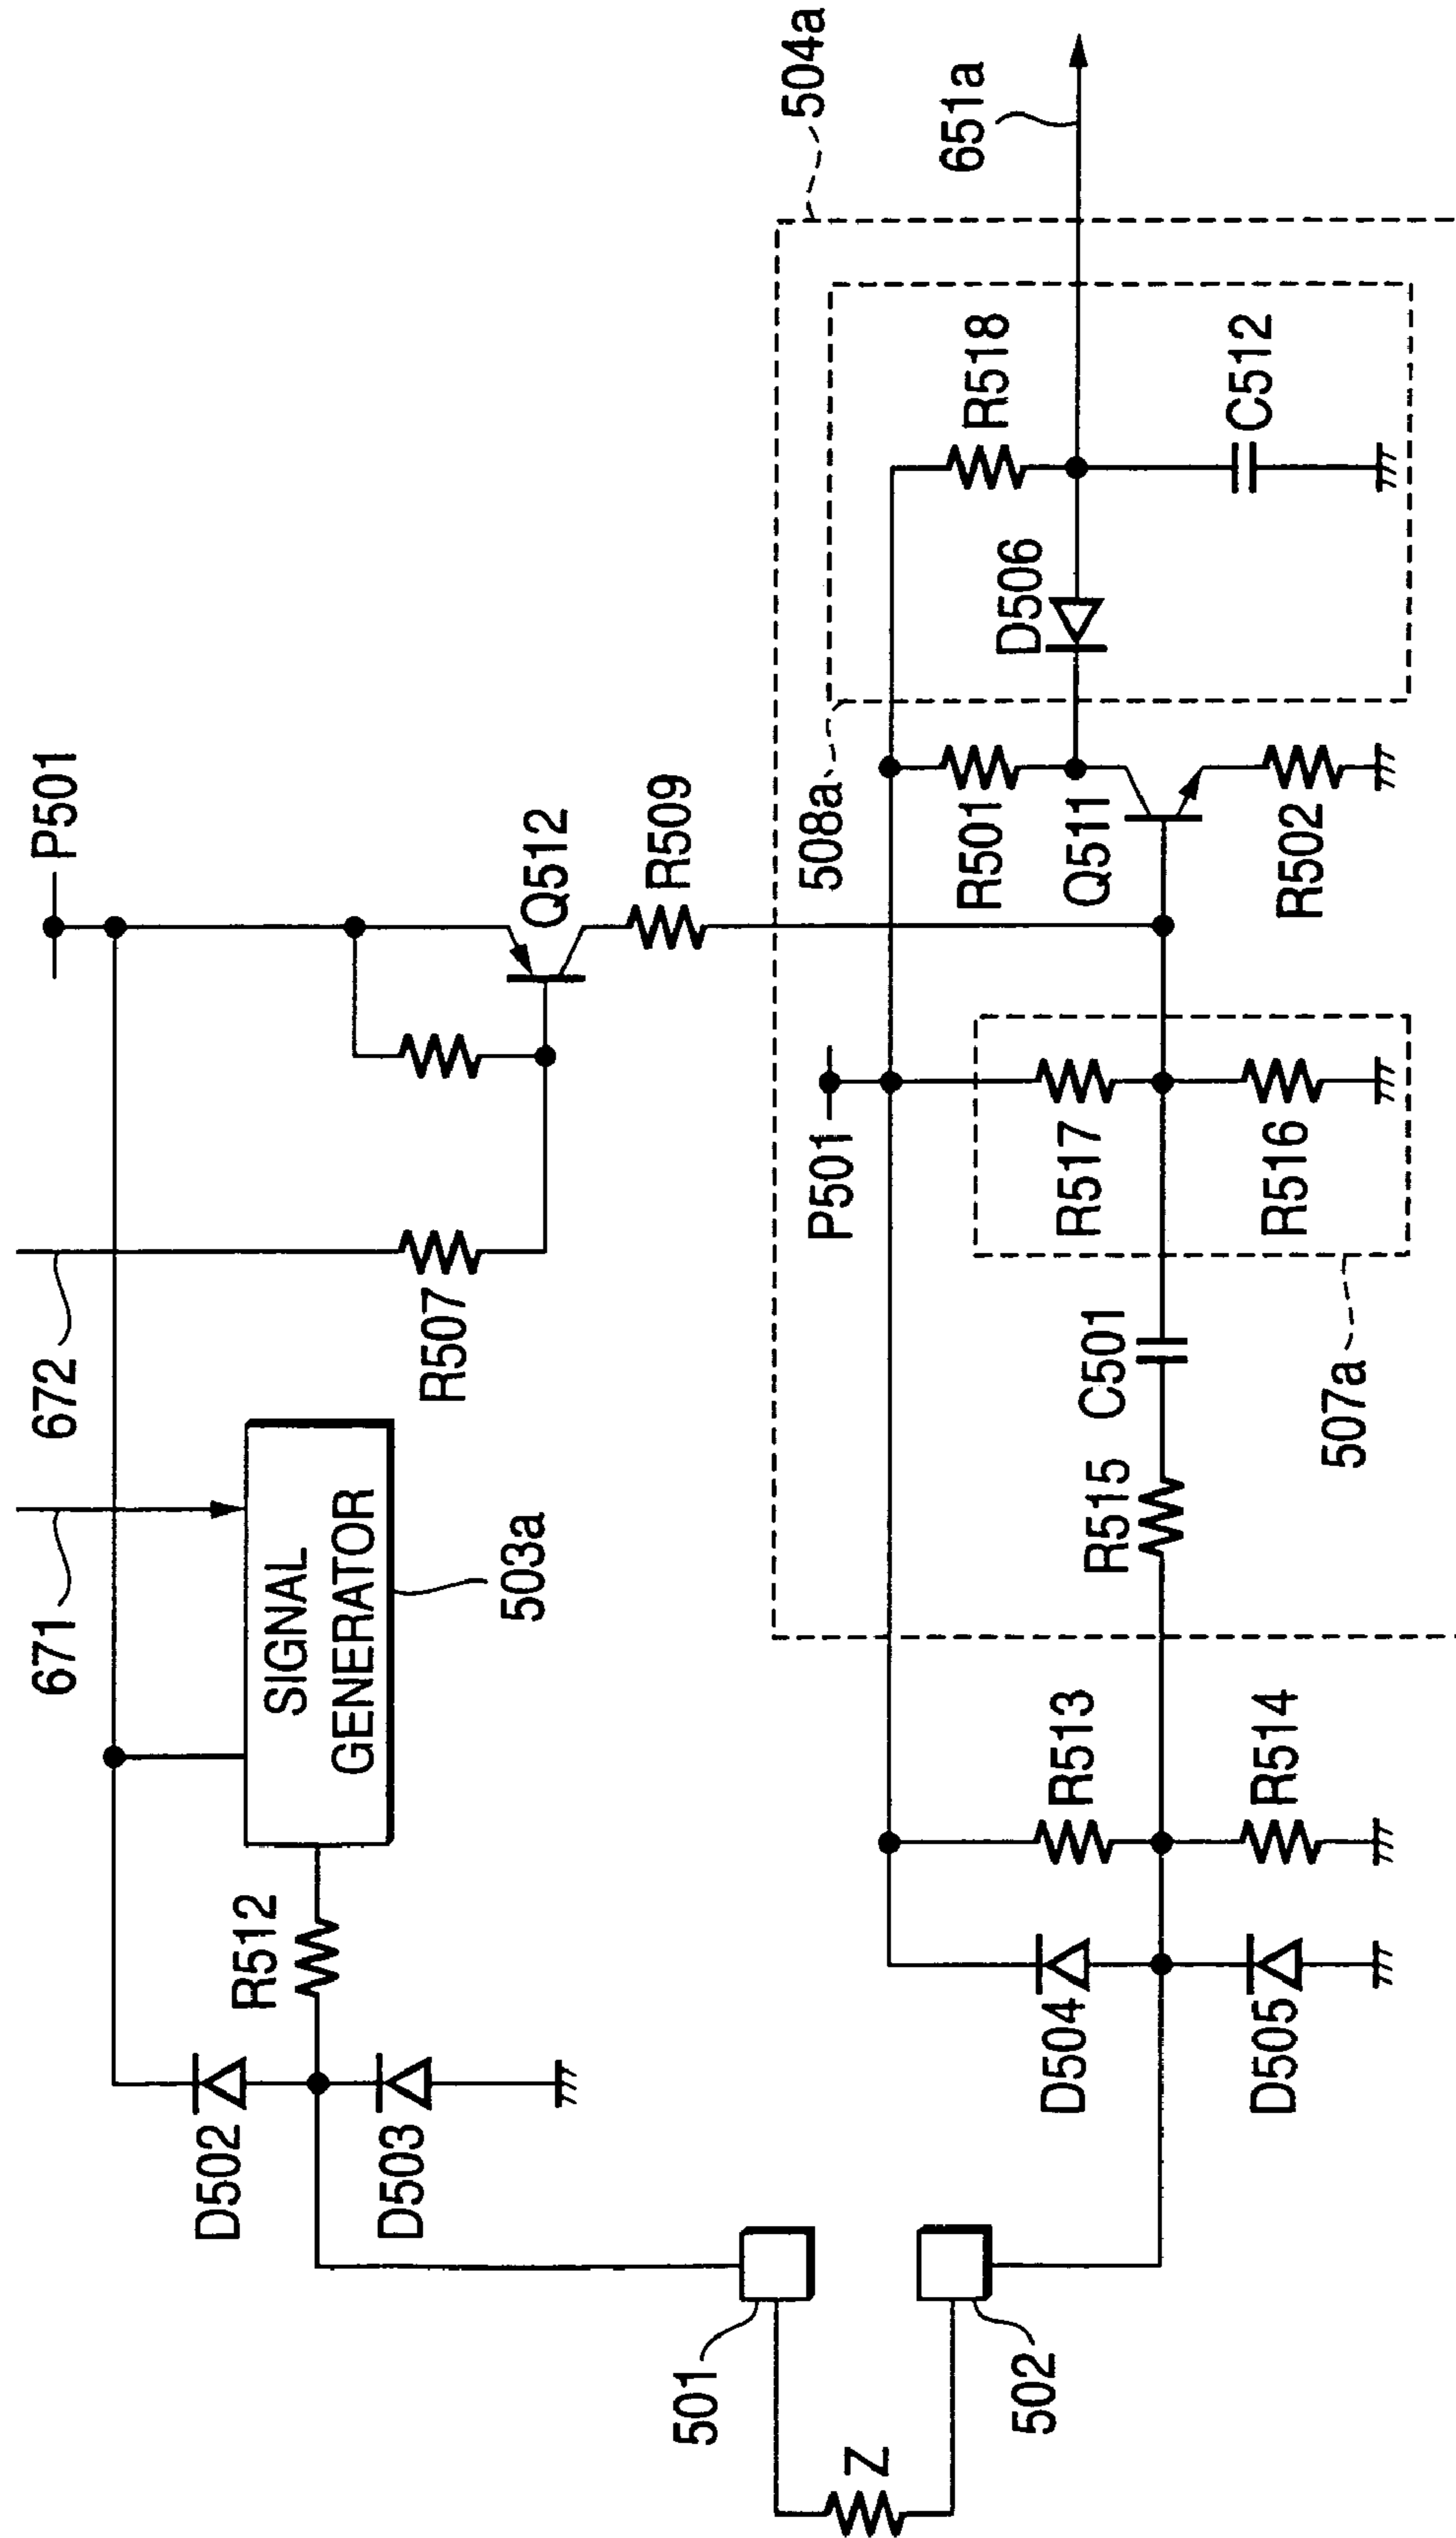 P501
672
671
SIGNAL
GENERATOR
503a
R507
Q512
R509
R512
D502
D503
501
502
Z
504a
651a
508a
R518
C512
D506
R501
Q511
R502
P501
R517
R516
507a
C501
R515
R513
R514
D504
D505